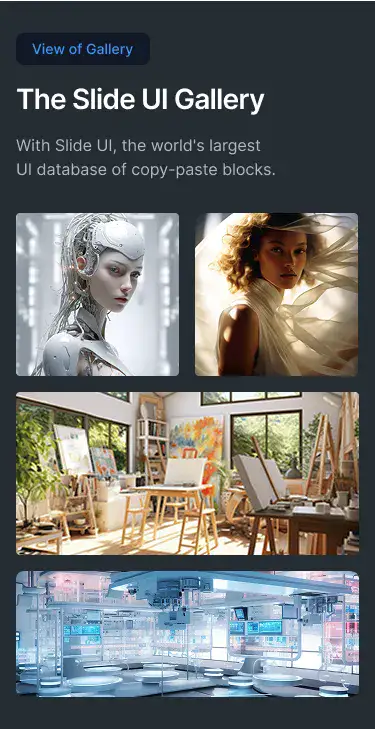 View of Gallery
The Slide UI Gallery
With Slide UI, the world's largest
UI database of copy-paste blocks.